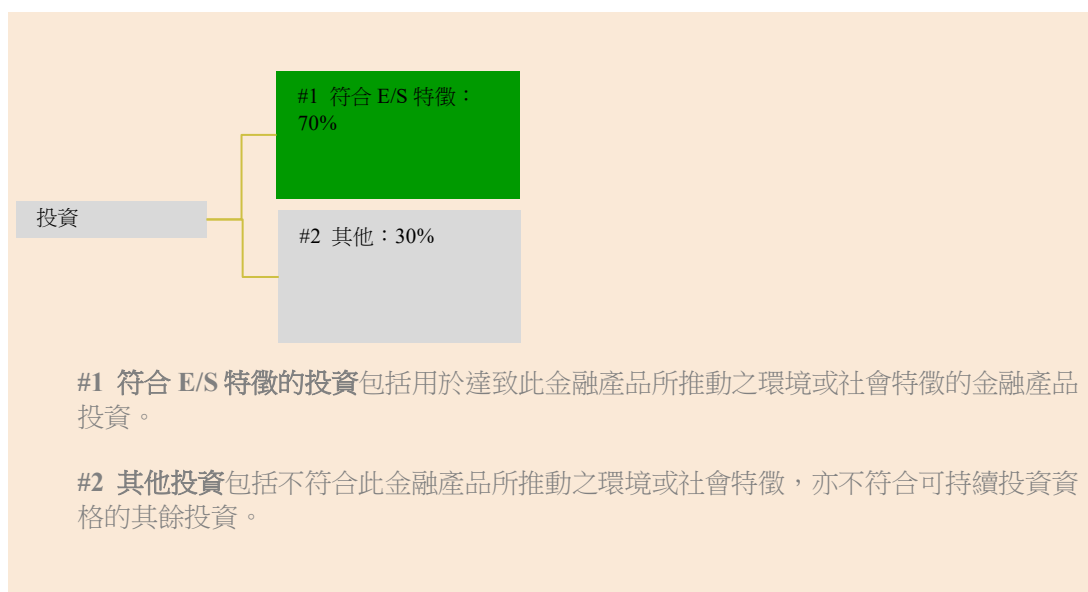 #1 符合 E/S 特徵：
70%
投資
#2 其他：30%
#1 符合 E/S 特徵的投資包括用於達致此金融產品所推動之環境或社會特徵的金融產品
投資。
#2 其他投資包括不符合此金融產品所推動之環境或社會特徵，亦不符合可持續投資資
格的其餘投資。